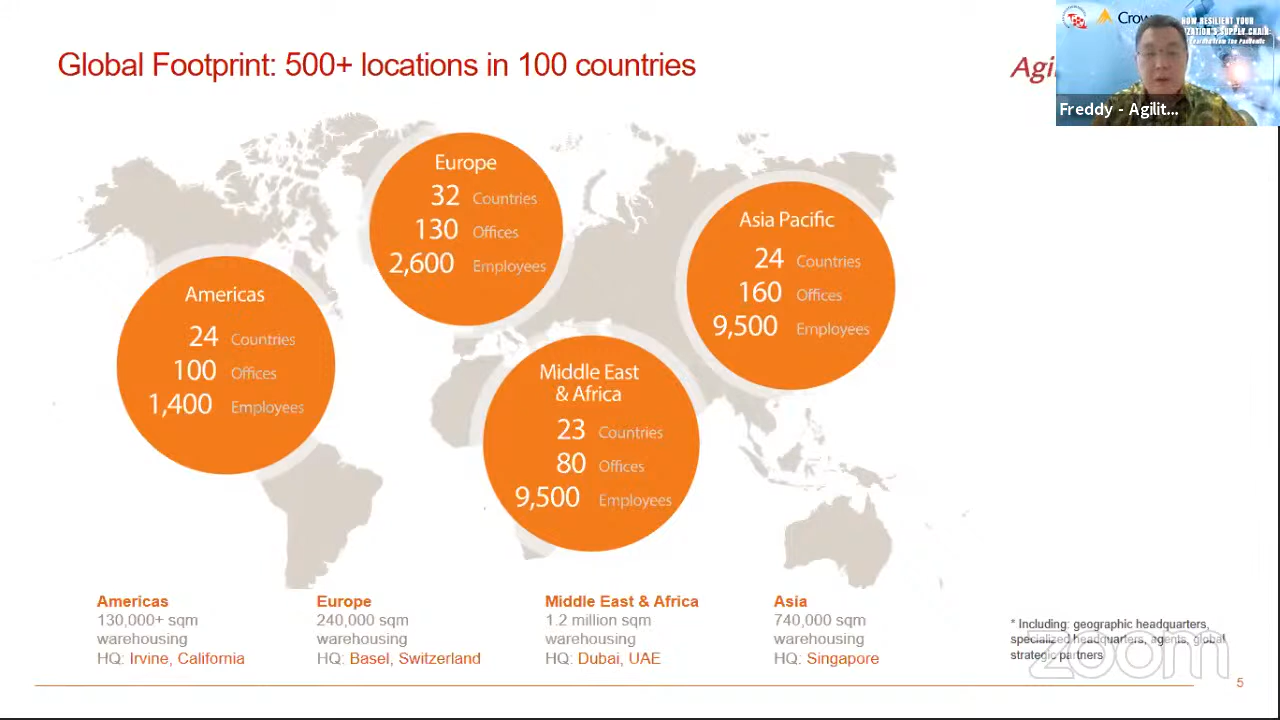 Global Footprint: 500+ locations in 100 countries
Freddy - Agilit...
Europe
32 Countries
130 Offices
2,600 Employees
Asia Pacific
24 Countries
160 Offices
9,500 Employees
Americas
24 Countries
100 Offices
1,400 Employees
Middle East
& Africa
23 Countries
80 Offices
9,500 Employees
Americas
130,000+ sqm
warehousing
HQ: Irvine, California
Europe
240,000 sqm
warehousing
HQ: Basel, Switzerland
Middle East & Africa
1.2 million sqm
warehousing
HQ: Dubai, UAE
Asia
740,000 sqm
warehousing
HQ: Singapore
* Including: geographic headquarters,
specialized headquarters, agents, global
strategic partners
zoom
5